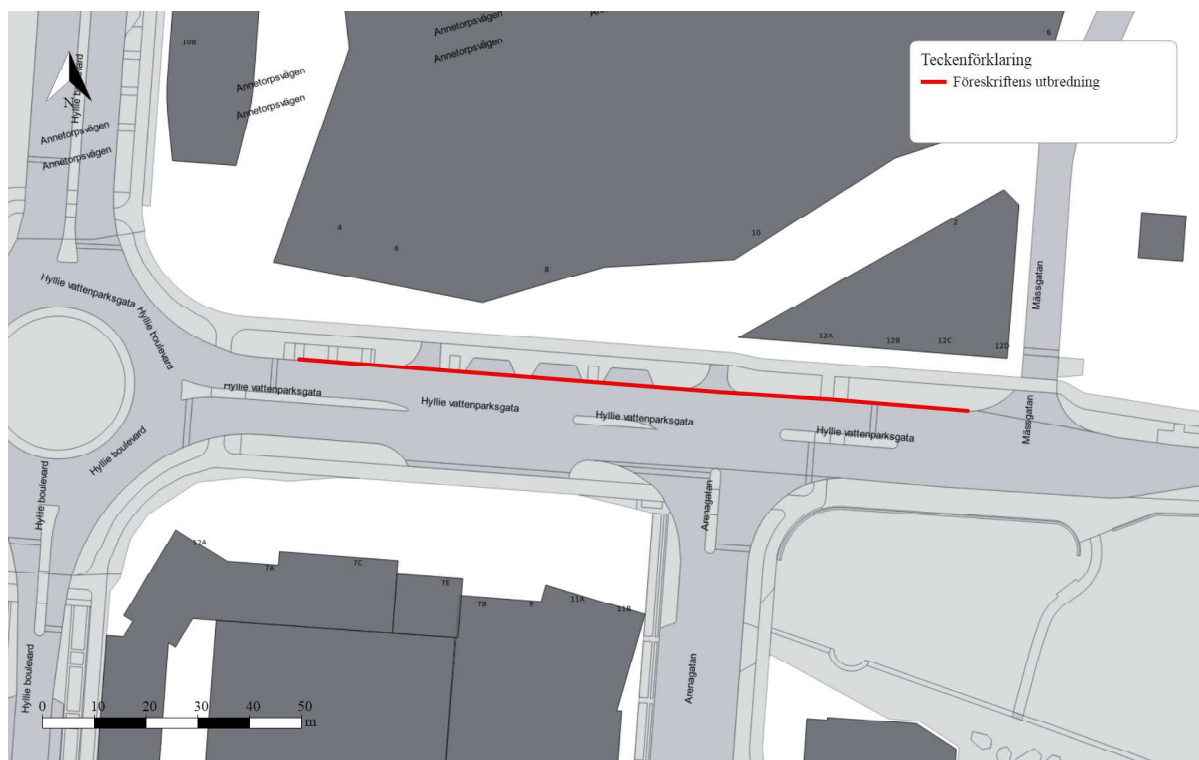 Annetorpsvägen
Annetorpsvägen
6
10B
Annetorpsvägen
Annetorpsvägen
Teckenförklaring
Föreskriftens utbredning
N
Hyllie boulevard
Annetorpsvägen
Annetorpsvägen
4
6
8
10
2
12A
12B
12C
12D
Mässgatan
Hyllie vattenparksgata
Hyllie boulevard
Hyllie vattenparksgata
Hyllie vattenparksgata
Hyllie vattenparksgata
Hyllie vattenparksgata
Mässgatan
Hyllie boulevard
Hyllie boulevard
Arenagatan
12A
7A
7C
7E
7B
9
11A
11B
Hyllie boulevard
Arenagatan
0 10 20 30 40 50
m